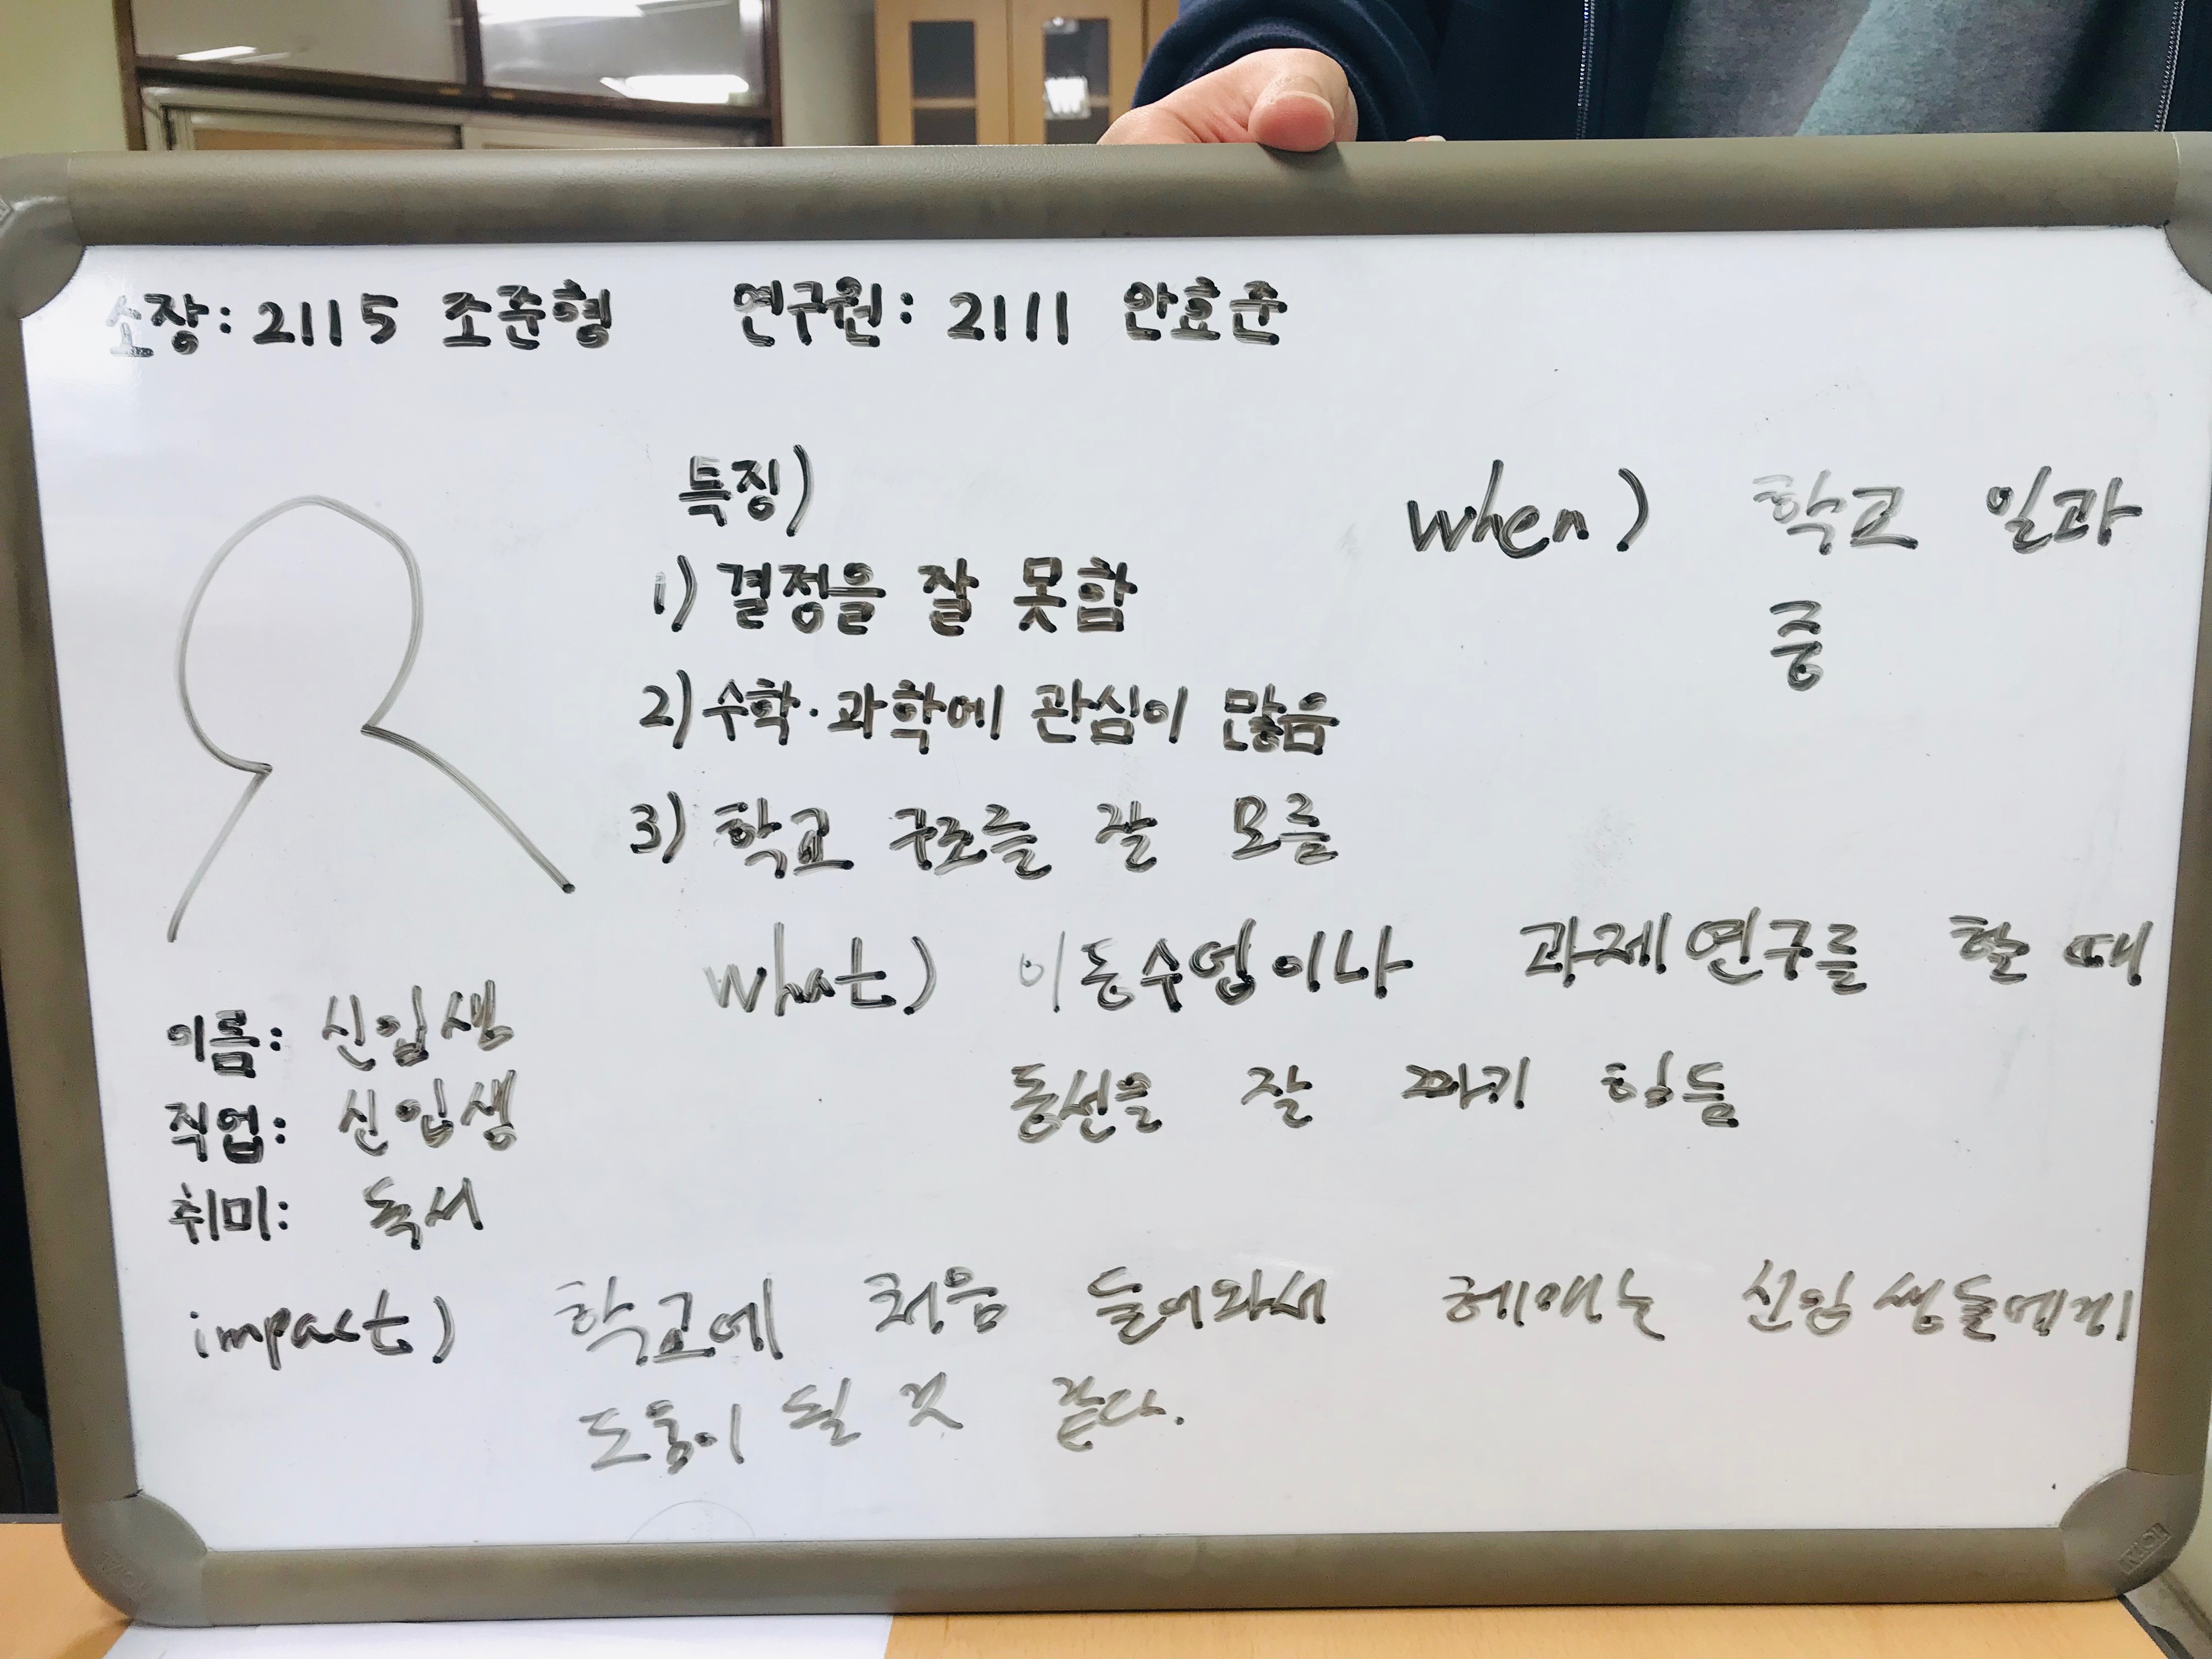 소장: 2115 조준형 연구원: 2111 안효준
특징)
1) 결정을 잘 못함
2) 수학·과학에 관심이 많음
3) 학교 구조를 잘 모름
when) 학교 일과
중
what) 이동수업이나 과제연구를 할 때
동선을 잘 짜기 힘듦
이름: 신입생
직업: 신입생
취미: 독서
impact) 학교에 처음 들어와서 헤매는 신입생들에게
도움이 될 것 같다.